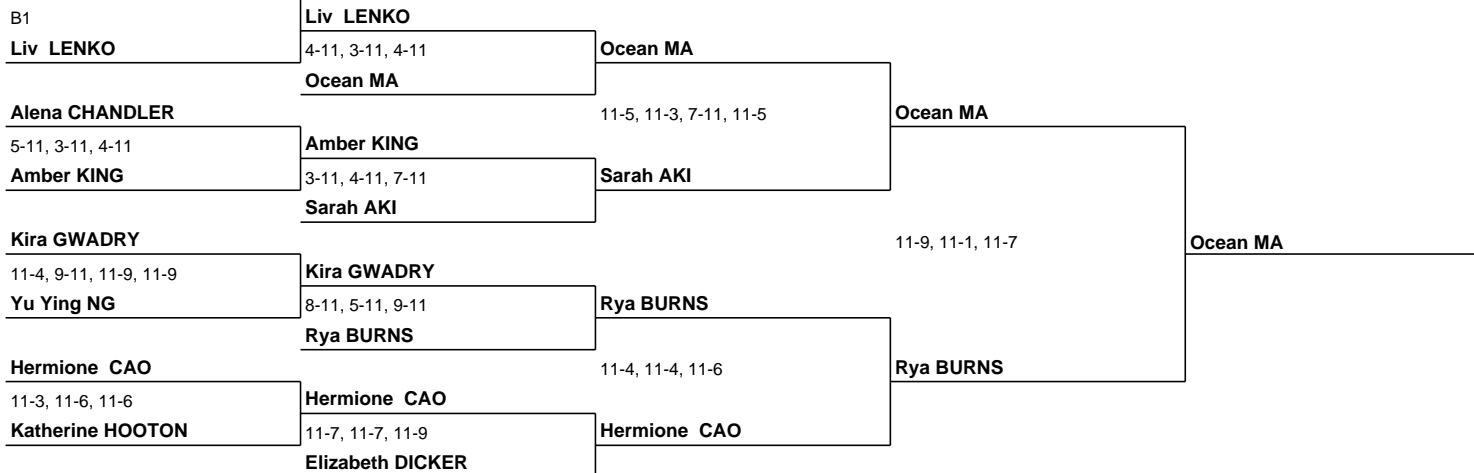 B1
Liv  LENKO
Alena CHANDLER
5-11, 3-11, 4-11
Amber KING
Kira GWADRY
11-4, 9-11, 11-9, 11-9
Yu Ying NG
Hermione  CAO
11-3, 11-6, 11-6
Katherine HOOTON
Liv  LENKO
4-11, 3-11, 4-11
Ocean MA
Amber KING
3-11, 4-11, 7-11
Sarah AKI
Kira GWADRY
8-11, 5-11, 9-11
Rya BURNS
Hermione  CAO
11-7, 11-7, 11-9
Elizabeth DICKER
Ocean MA
11-5, 11-3, 7-11, 11-5
Sarah AKI
Rya BURNS
11-4, 11-4, 11-6
Hermione  CAO
Ocean MA
11-9, 11-1, 11-7
Rya BURNS
Ocean MA